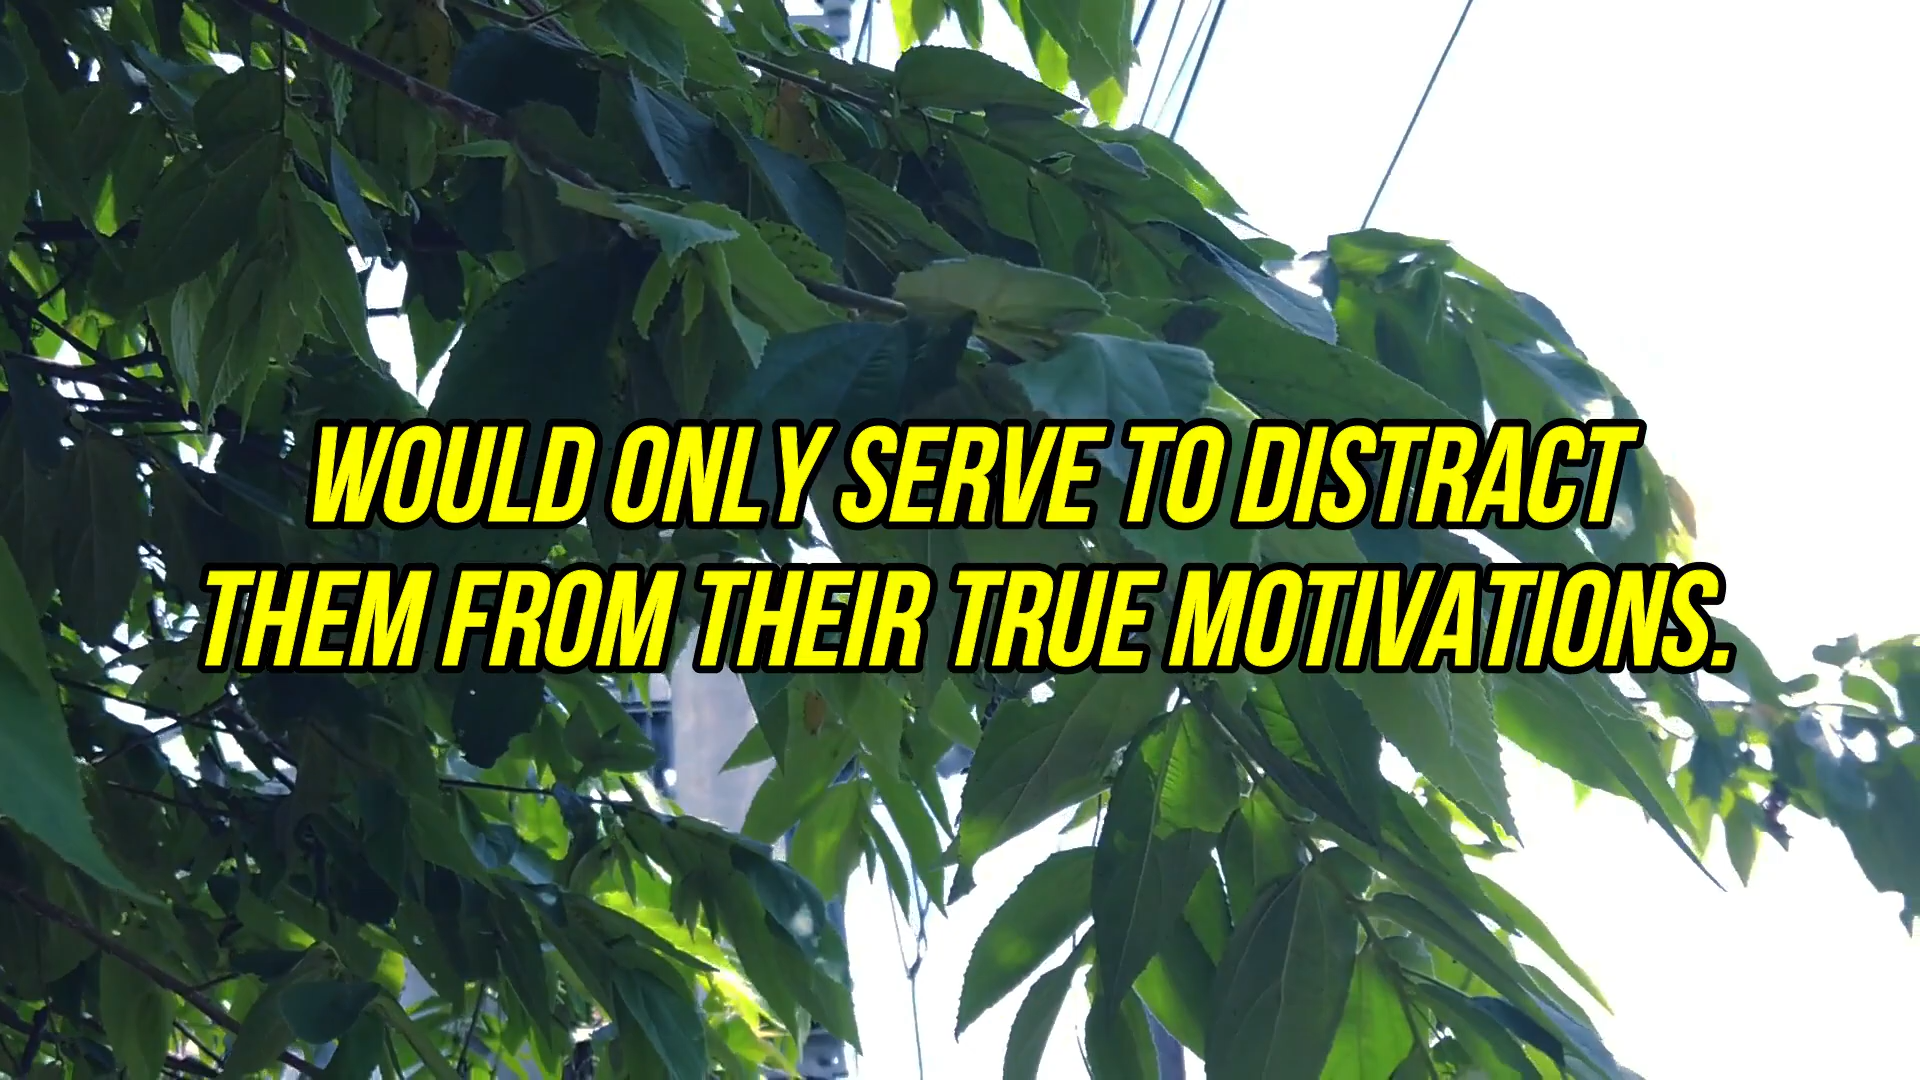 WOULD ONLY SERVE TO DISTRACT
THEM FROM THEIR TRUE MOTIVATIONS.